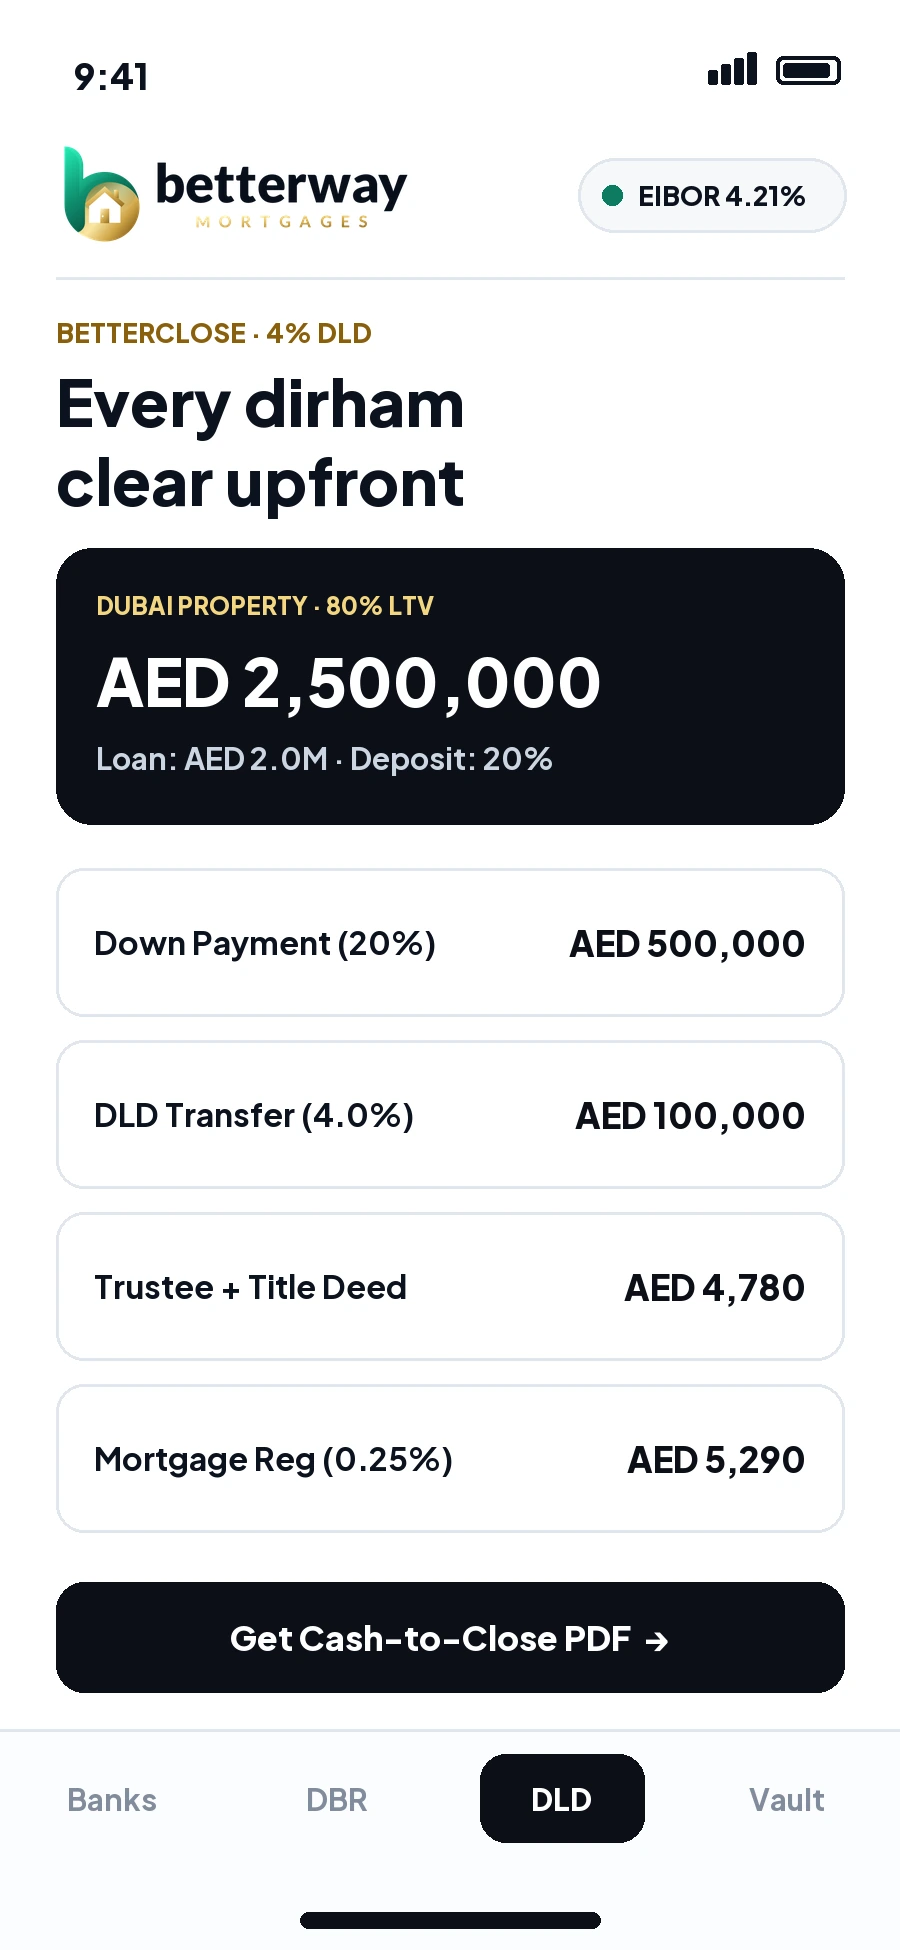 9:41
betterway
MORTGAGES
EIBOR 4.21%
BETTERCLOSE · 4% DLD
Every dirham
clear upfront
DUBAI PROPERTY · 80% LTV
AED 2,500,000
Loan: AED 2.0M · Deposit: 20%
Down Payment (20%) AED 500,000
DLD Transfer (4.0%) AED 100,000
Trustee + Title Deed AED 4,780
Mortgage Reg (0.25%) AED 5,290
Get Cash-to-Close PDF →
Banks DBR DLD Vault